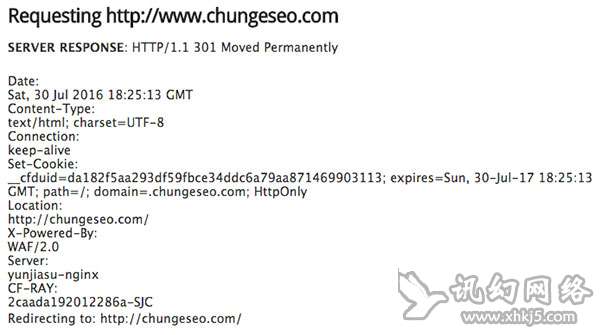 Requesting http://www.chungeseo.com
SERVER RESPONSE: HTTP/1.1 301 Moved Permanently
Date:
Sat, 30 Jul 2016 18:25:13 GMT
Content-Type:
text/html; charset=UTF-8
Connection:
keep-alive
Set-Cookie:
__cfduid=da182f5aa293df59fbce34ddc6a79aa871469903113; expires=Sun, 30-Jul-17 18:25:13
GMT; path=/; domain=.chungeseo.com; HttpOnly
Location:
http://chungeseo.com/
X-Powered-By:
WAF/2.0
Server:
yunjiasu-nginx
CF-RAY:
2caada192012286a-SJC
Redirecting to: http://chungeseo.com/
讯幻网络
www.xhkj5.com